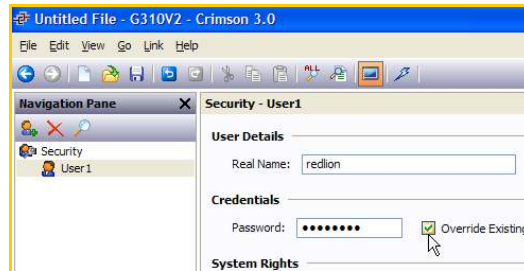 Untitled File - G310V2 - Crimson 3.0
File Edit View Go Link Help
ALL
Navigation Pane X
Security - User1
Security
User1
User Details
Real Name: redlion
Credentials
Password: ●●●●●●●● Override Existing
System Rights